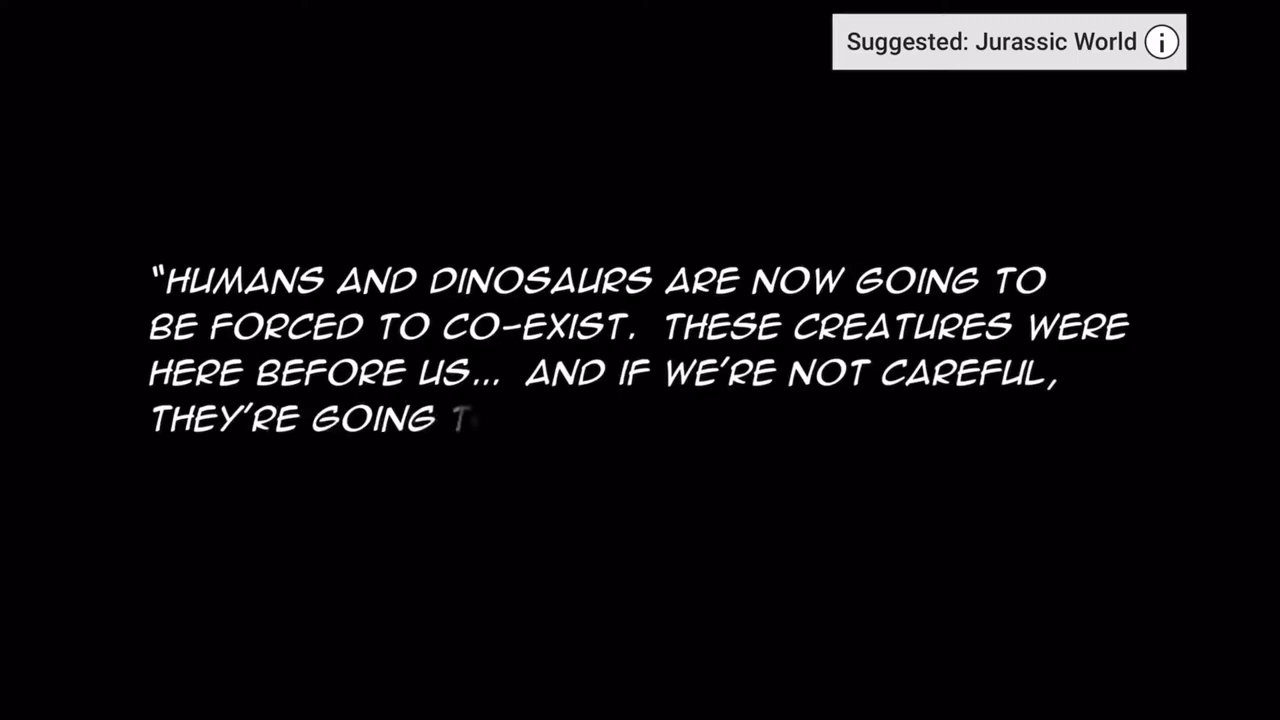 Suggested: Jurassic World
"HUMANS AND DINOSAURS ARE NOW GOING TO
BE FORCED TO CO-EXIST. THESE CREATURES WERE
HERE BEFORE US... AND IF WE'RE NOT CAREFUL,
THEY'RE GOING